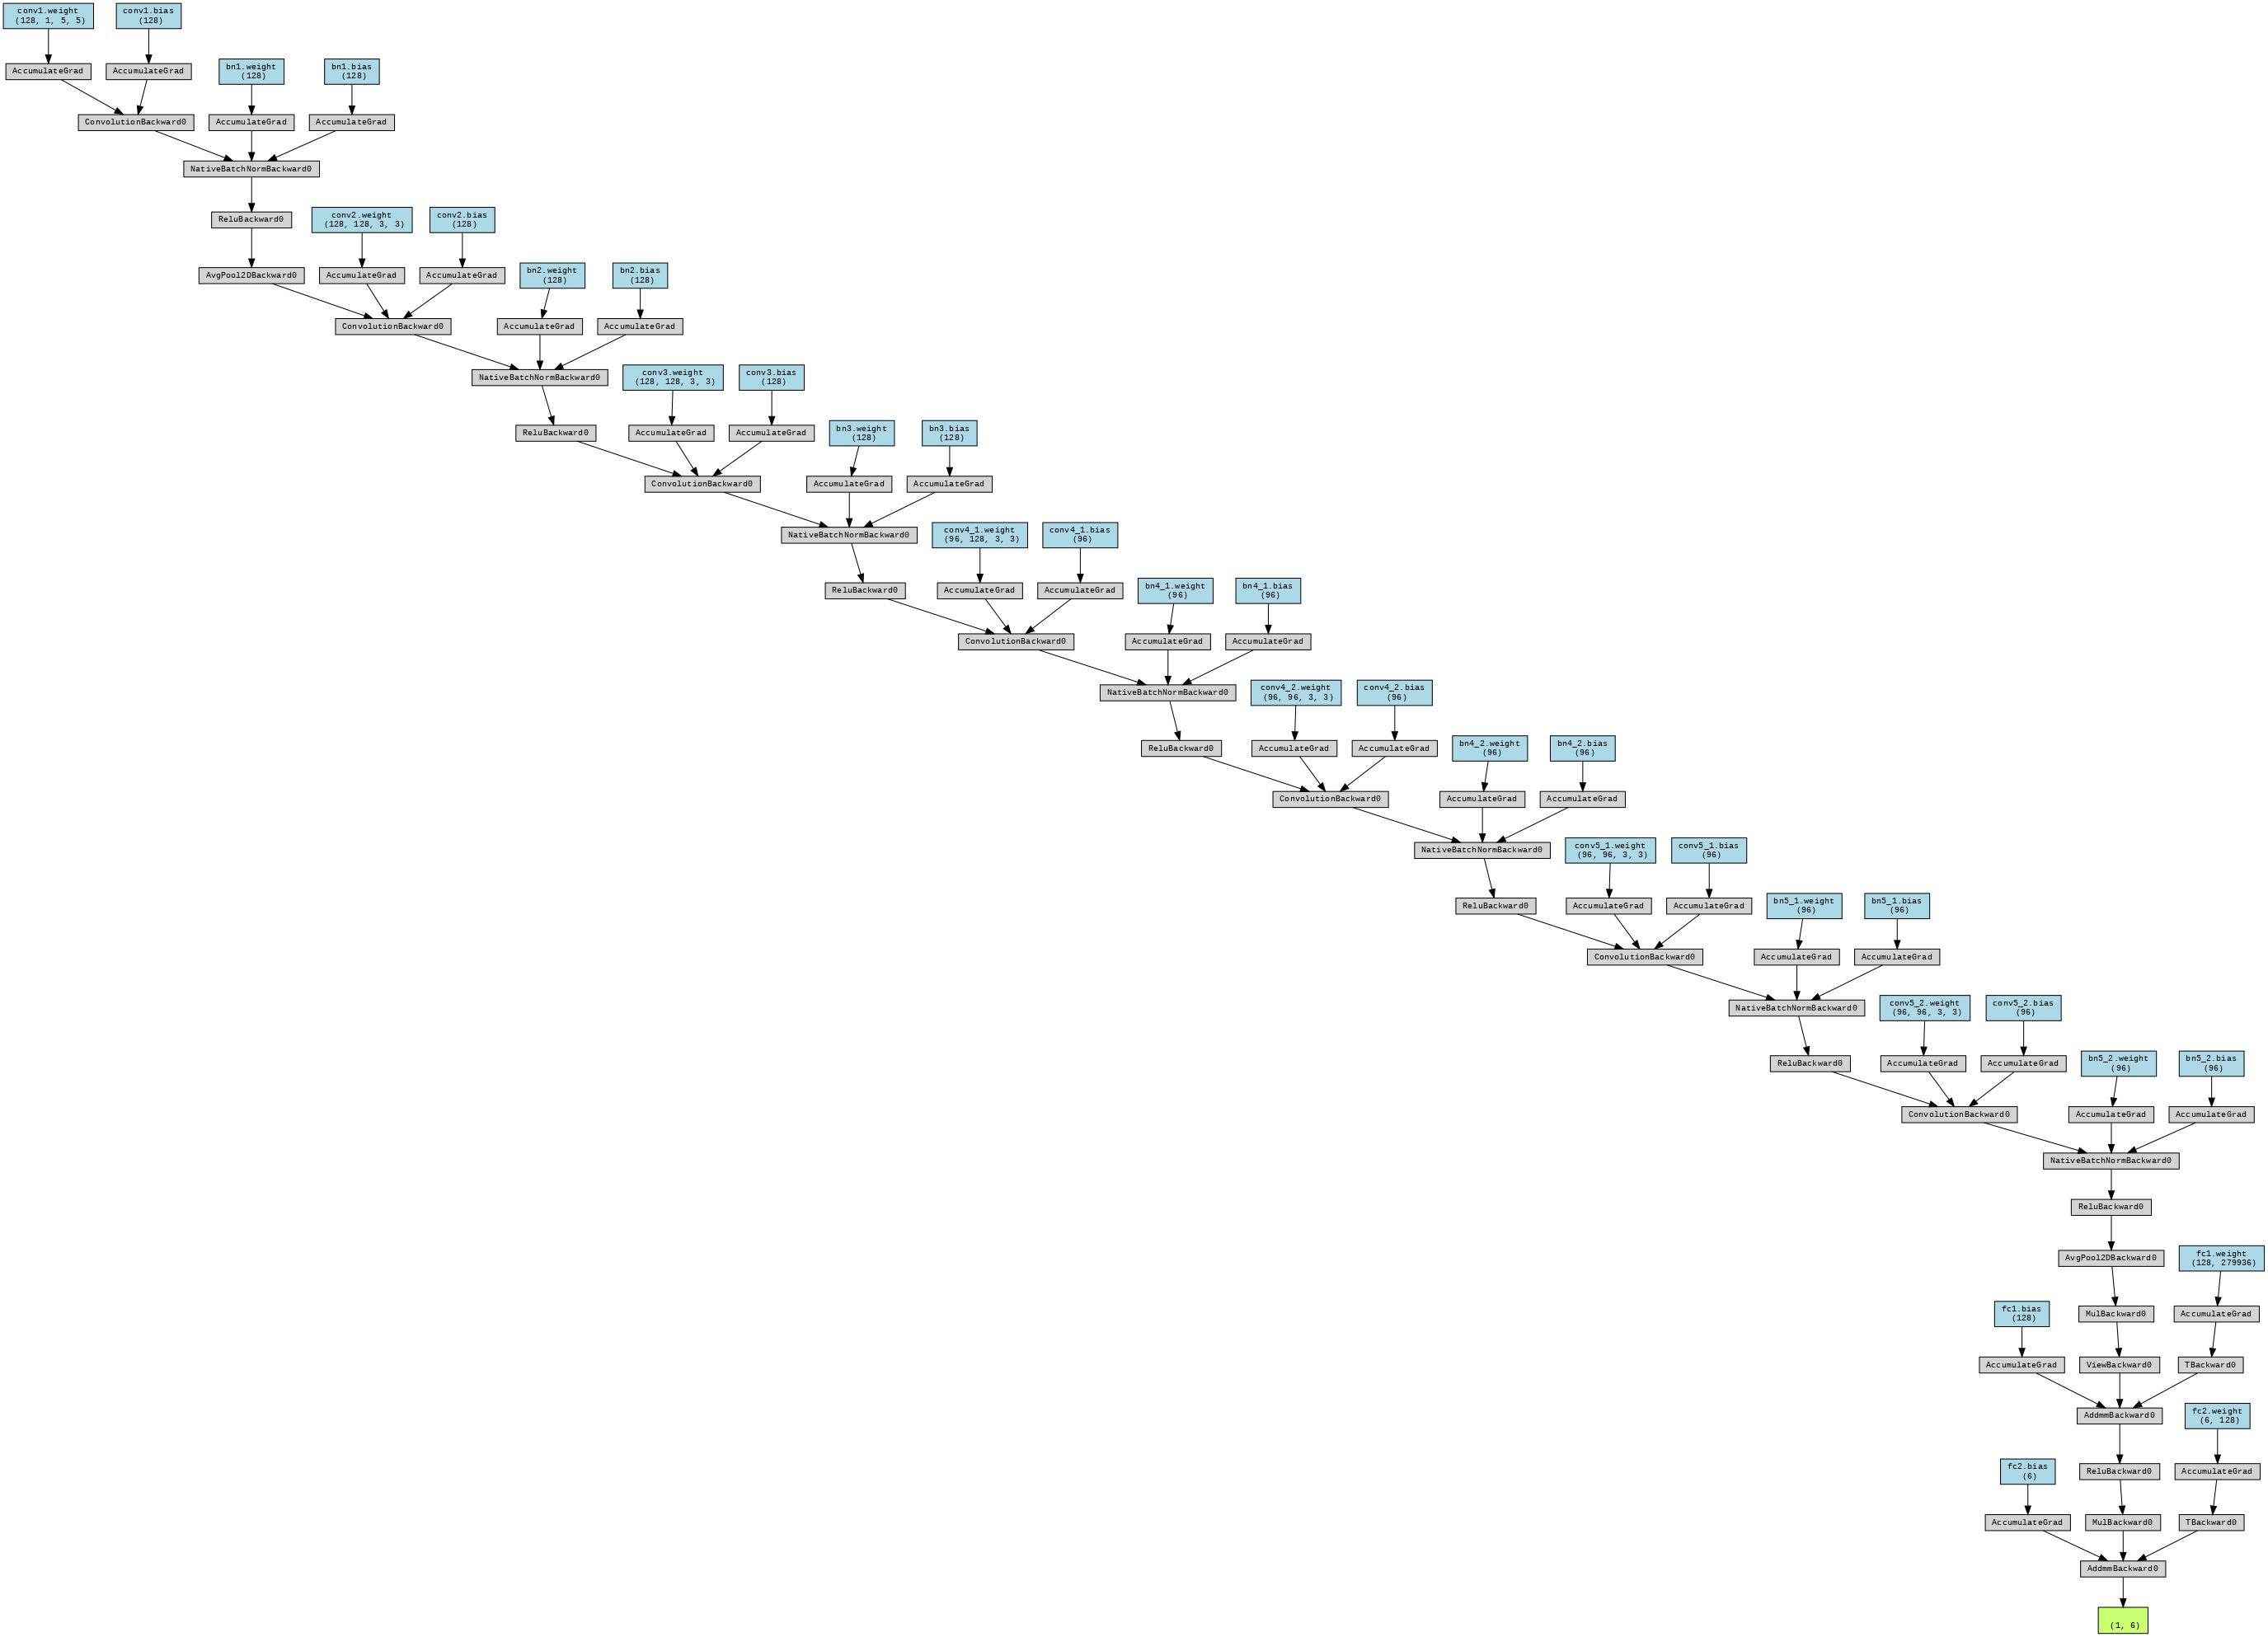 conv1.weight
(128, 1, 5, 5)
conv1.bias
(128)
AccumulateGrad
AccumulateGrad
bn1.weight
(128)
bn1.bias
(128)
ConvolutionBackward0
AccumulateGrad
AccumulateGrad
NativeBatchNormBackward0
ReluBackward0
conv2.weight
(128, 128, 3, 3)
conv2.bias
(128)
AvgPool2DBackward0
AccumulateGrad
AccumulateGrad
bn2.weight
(128)
bn2.bias
(128)
ConvolutionBackward0
AccumulateGrad
AccumulateGrad
NativeBatchNormBackward0
conv3.weight
(128, 128, 3, 3)
conv3.bias
(128)
ReluBackward0
AccumulateGrad
AccumulateGrad
bn3.weight
(128)
bn3.bias
(128)
ConvolutionBackward0
AccumulateGrad
AccumulateGrad
NativeBatchNormBackward0
conv4_1.weight
(96, 128, 3, 3)
conv4_1.bias
(96)
ReluBackward0
AccumulateGrad
AccumulateGrad
bn4_1.weight
(96)
bn4_1.bias
(96)
ConvolutionBackward0
AccumulateGrad
AccumulateGrad
NativeBatchNormBackward0
conv4_2.weight
(96, 96, 3, 3)
conv4_2.bias
(96)
ReluBackward0
AccumulateGrad
AccumulateGrad
bn4_2.weight
(96)
bn4_2.bias
(96)
ConvolutionBackward0
AccumulateGrad
AccumulateGrad
NativeBatchNormBackward0
conv5_1.weight
(96, 96, 3, 3)
conv5_1.bias
(96)
ReluBackward0
AccumulateGrad
AccumulateGrad
bn5_1.weight
(96)
bn5_1.bias
(96)
ConvolutionBackward0
AccumulateGrad
AccumulateGrad
NativeBatchNormBackward0
conv5_2.weight
(96, 96, 3, 3)
conv5_2.bias
(96)
ReluBackward0
AccumulateGrad
AccumulateGrad
bn5_2.weight
(96)
bn5_2.bias
(96)
ConvolutionBackward0
AccumulateGrad
AccumulateGrad
NativeBatchNormBackward0
ReluBackward0
AvgPool2DBackward0
fc1.weight
(128, 279936)
fc1.bias
(128)
MulBackward0
AccumulateGrad
AccumulateGrad
ViewBackward0
TBackward0
AddmmBackward0
fc2.weight
(6, 128)
fc2.bias
(6)
ReluBackward0
AccumulateGrad
AccumulateGrad
MulBackward0
TBackward0
AddmmBackward0
(1, 6)